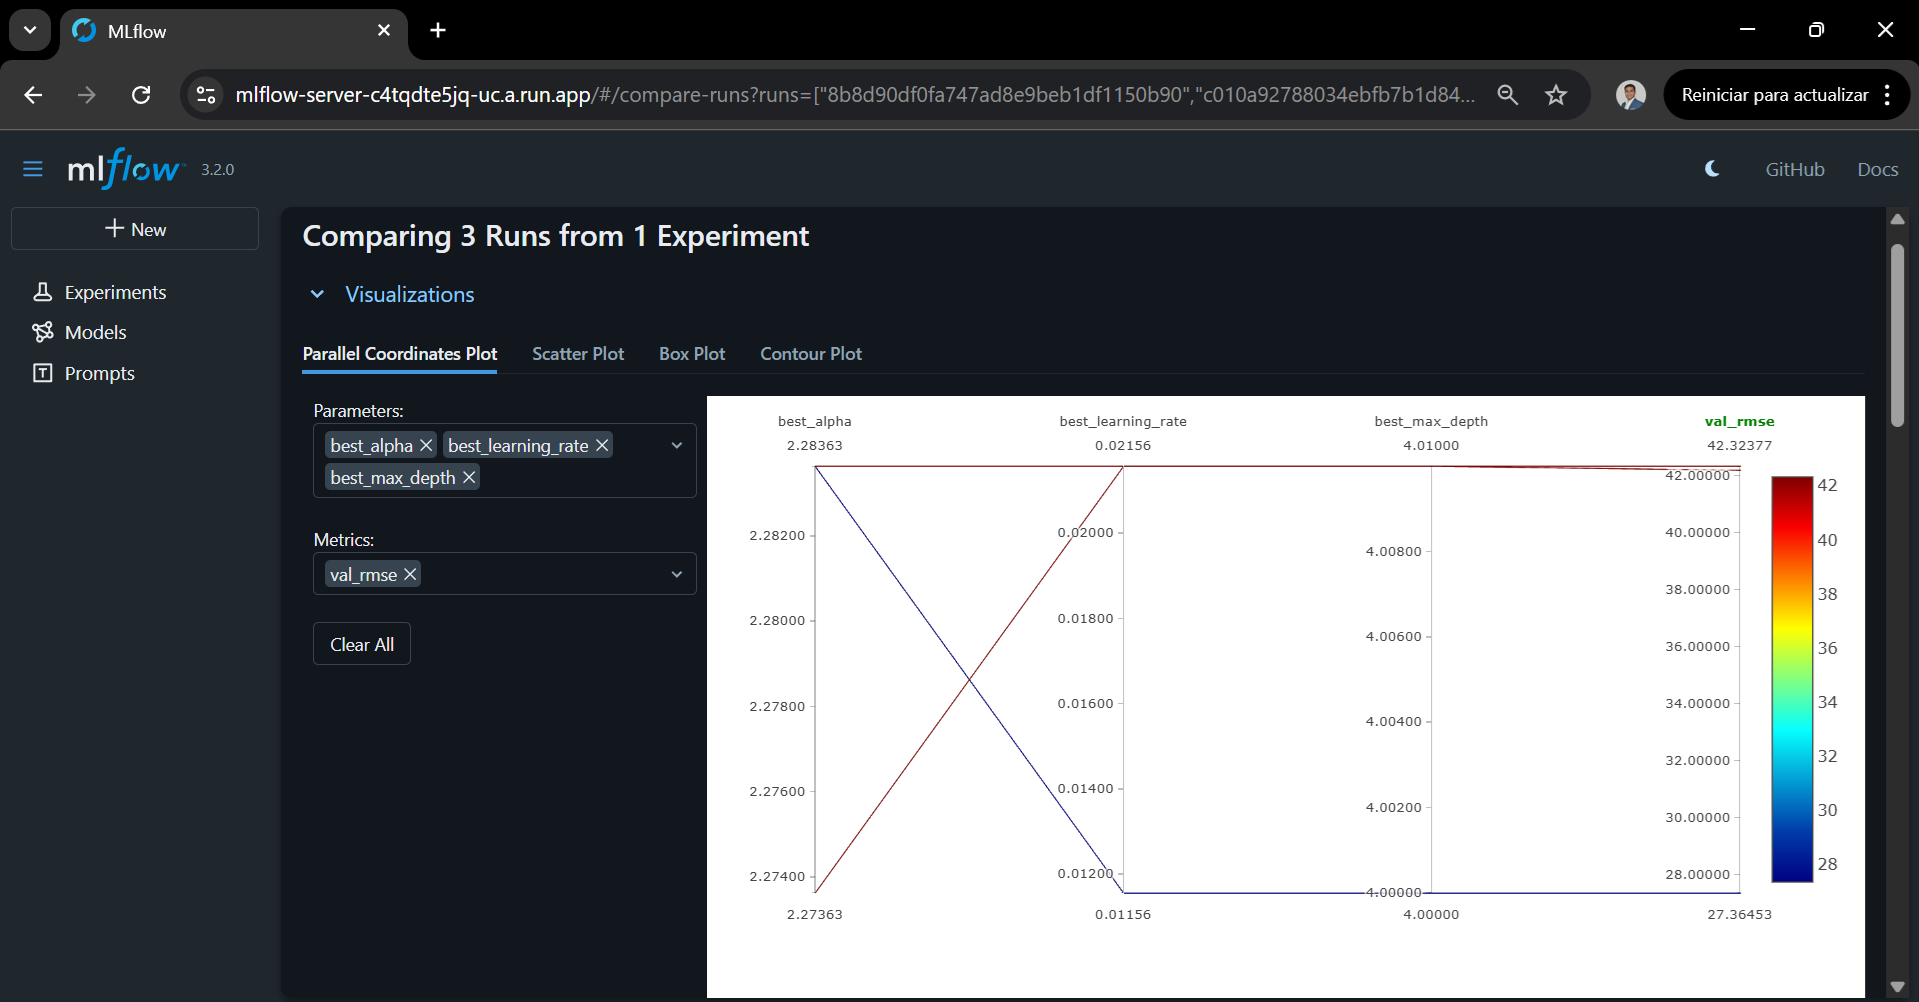 MLflow
mlflow-server-c4tqdte5jq-uc.a.run.app/#/compare-runs?runs=["8b8d90df0fa747ad8e9beb1df1150b90","c010a92788034ebfb7b1d84...
Reiniciar para actualizar
mlflow 3.2.0
GitHub
Docs
New
Experiments
Models
Prompts
Comparing 3 Runs from 1 Experiment
Visualizations
Parallel Coordinates Plot
Scatter Plot
Box Plot
Contour Plot
Parameters:
best_alpha
best_learning_rate
best_max_depth
Metrics:
val_rmse
Clear All
best_alpha
2.28363
2.28200
2.28000
2.27800
2.27600
2.27400
2.27363
best_learning_rate
0.02156
0.02000
0.01800
0.01600
0.01400
0.01200
0.01156
best_max_depth
4.01000
4.00800
4.00600
4.00400
4.00200
4.00000
4.00000
val_rmse
42.32377
42.00000
40.00000
38.00000
36.00000
34.00000
32.00000
30.00000
28.00000
27.36453
42
40
38
36
34
32
30
28